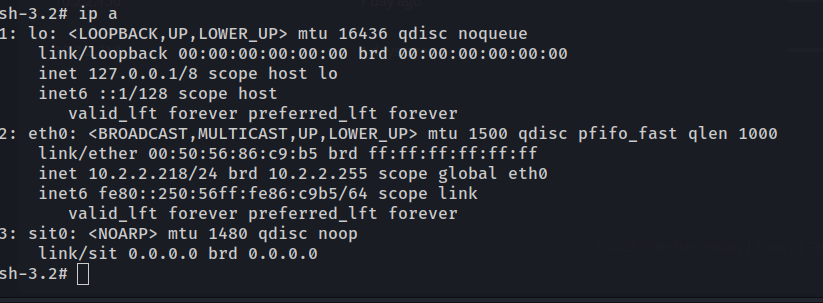 sh-3.2# ip a
1: lo: <LOOPBACK,UP,LOWER_UP> mtu 16436 qdisc noqueue
    link/loopback 00:00:00:00:00:00 brd 00:00:00:00:00:00
    inet 127.0.0.1/8 scope host lo
    inet6 ::1/128 scope host
       valid_lft forever preferred_lft forever
2: eth0: <BROADCAST,MULTICAST,UP,LOWER_UP> mtu 1500 qdisc pfifo_fast qlen 1000
    link/ether 00:50:56:86:c9:b5 brd ff:ff:ff:ff:ff:ff
    inet 10.2.2.218/24 brd 10.2.2.255 scope global eth0
    inet6 fe80::250:56ff:fe86:c9b5/64 scope link
       valid_lft forever preferred_lft forever
3: sit0: <NOARP> mtu 1480 qdisc noop
    link/sit 0.0.0.0 brd 0.0.0.0
sh-3.2#